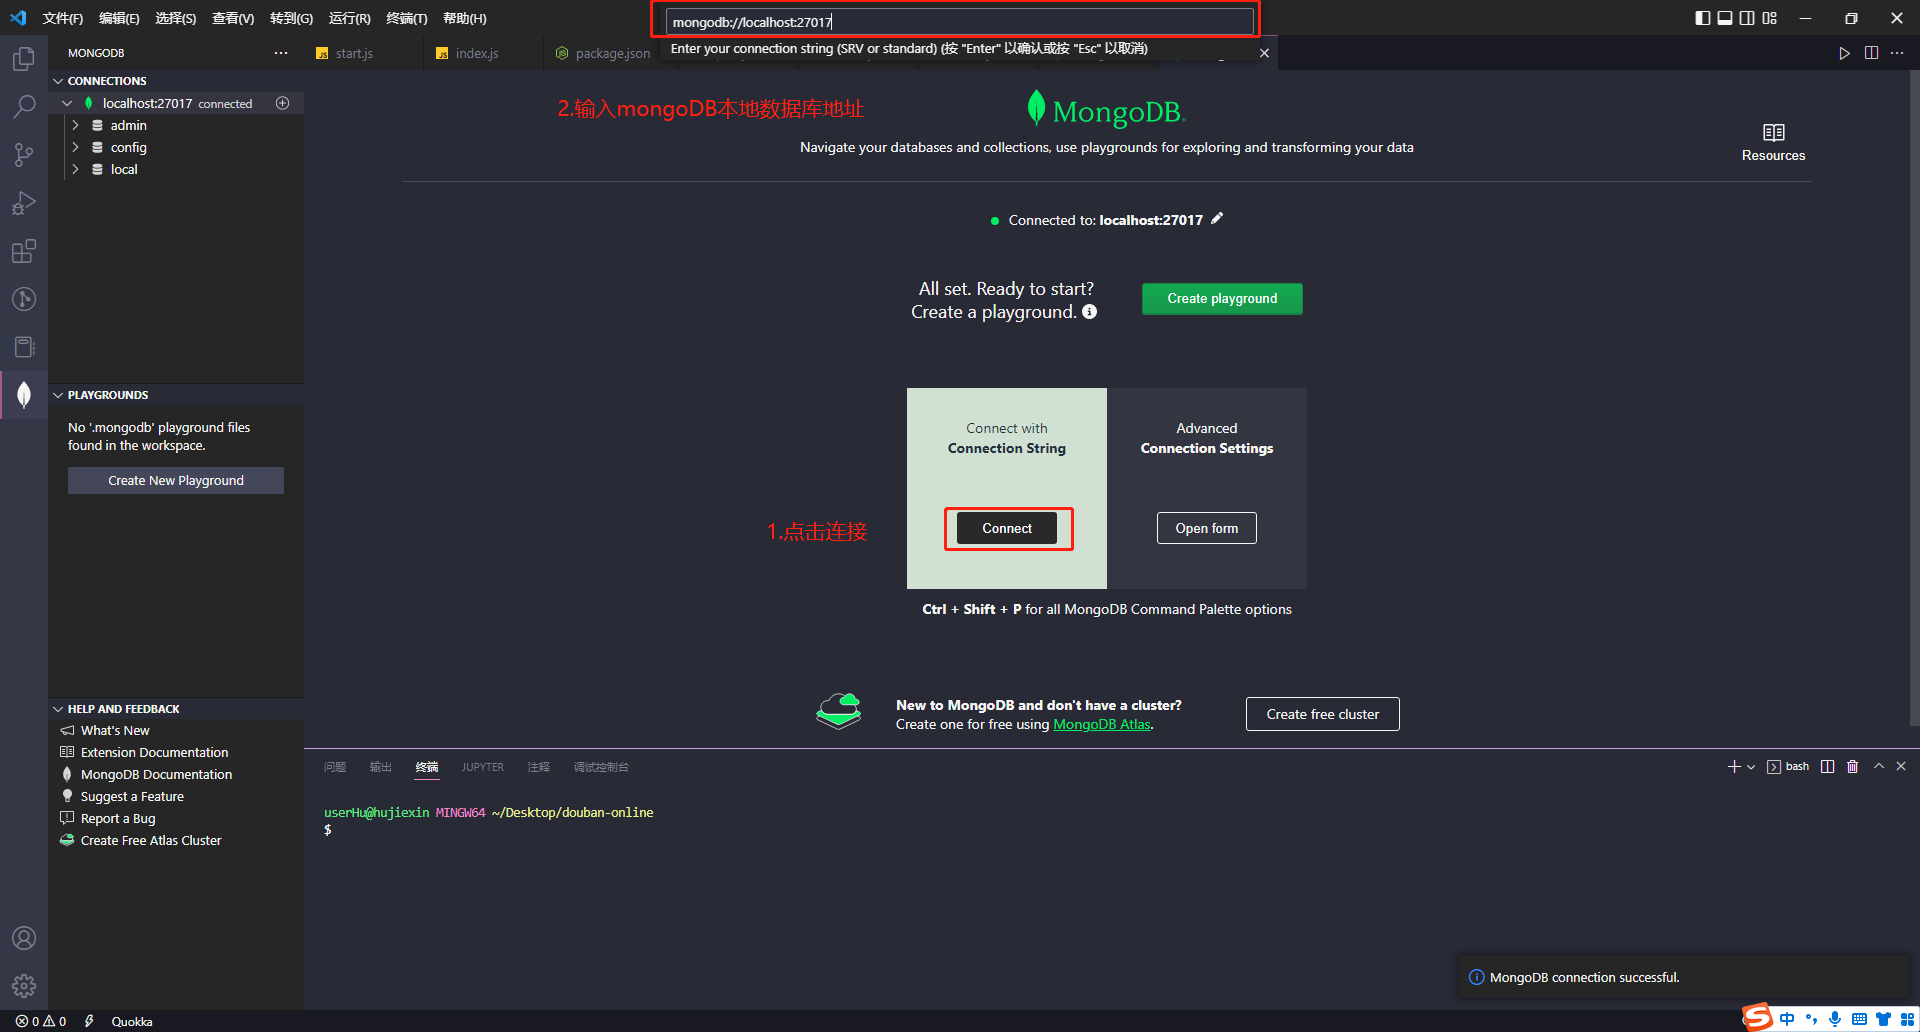 文件(F) 编辑(E) 选择(S) 查看(V) 转到(G) 运行(R) 终端(T) 帮助(H)
mongodb://localhost:27017
Enter your connection string (SRV or standard) (按 "Enter" 以确认或按 "Esc" 以取消)
MONGODB
start.js
index.js
package.json
CONNECTIONS
localhost:27017 connected
admin
config
local
2.输入mongoDB本地数据库地址
MongoDB.
Navigate your databases and collections, use playgrounds for exploring and transforming your data
Resources
Connected to: localhost:27017
All set. Ready to start?
Create a playground.
Create playground
PLAYGROUNDS
No '.mongodb' playground files
found in the workspace.
Create New Playground
Connect with
Connection String
Connect
1.点击连接
Advanced
Connection Settings
Open form
Ctrl + Shift + P for all MongoDB Command Palette options
New to MongoDB and don't have a cluster?
Create one for free using MongoDB Atlas.
Create free cluster
HELP AND FEEDBACK
What's New
Extension Documentation
MongoDB Documentation
Suggest a Feature
Report a Bug
Create Free Atlas Cluster
问题 输出 终端 JUPYTER 注释 调试控制台
bash
userHu@hujiexin MINGW64 ~/Desktop/douban-online
$
MongoDB connection successful.
0 0 Quokka
中